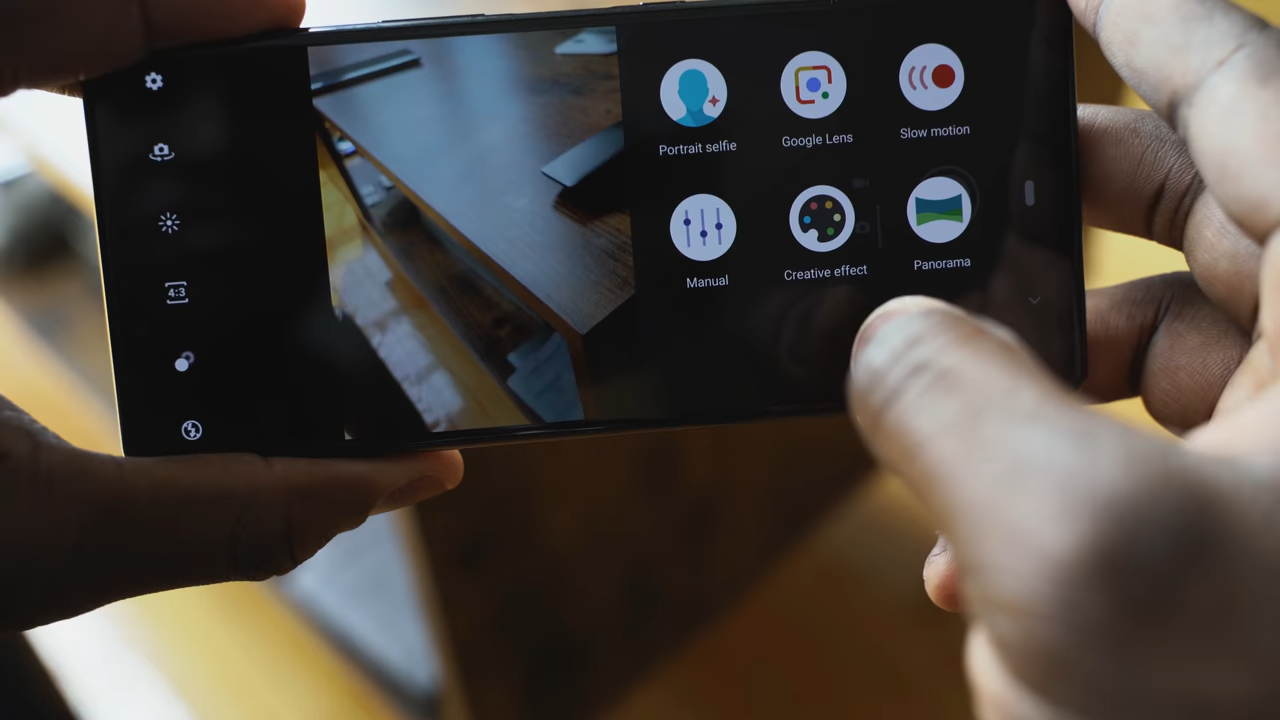 Portrait selfie
Google Lens
Slow motion
4:3
Manual
Creative effect
Panorama